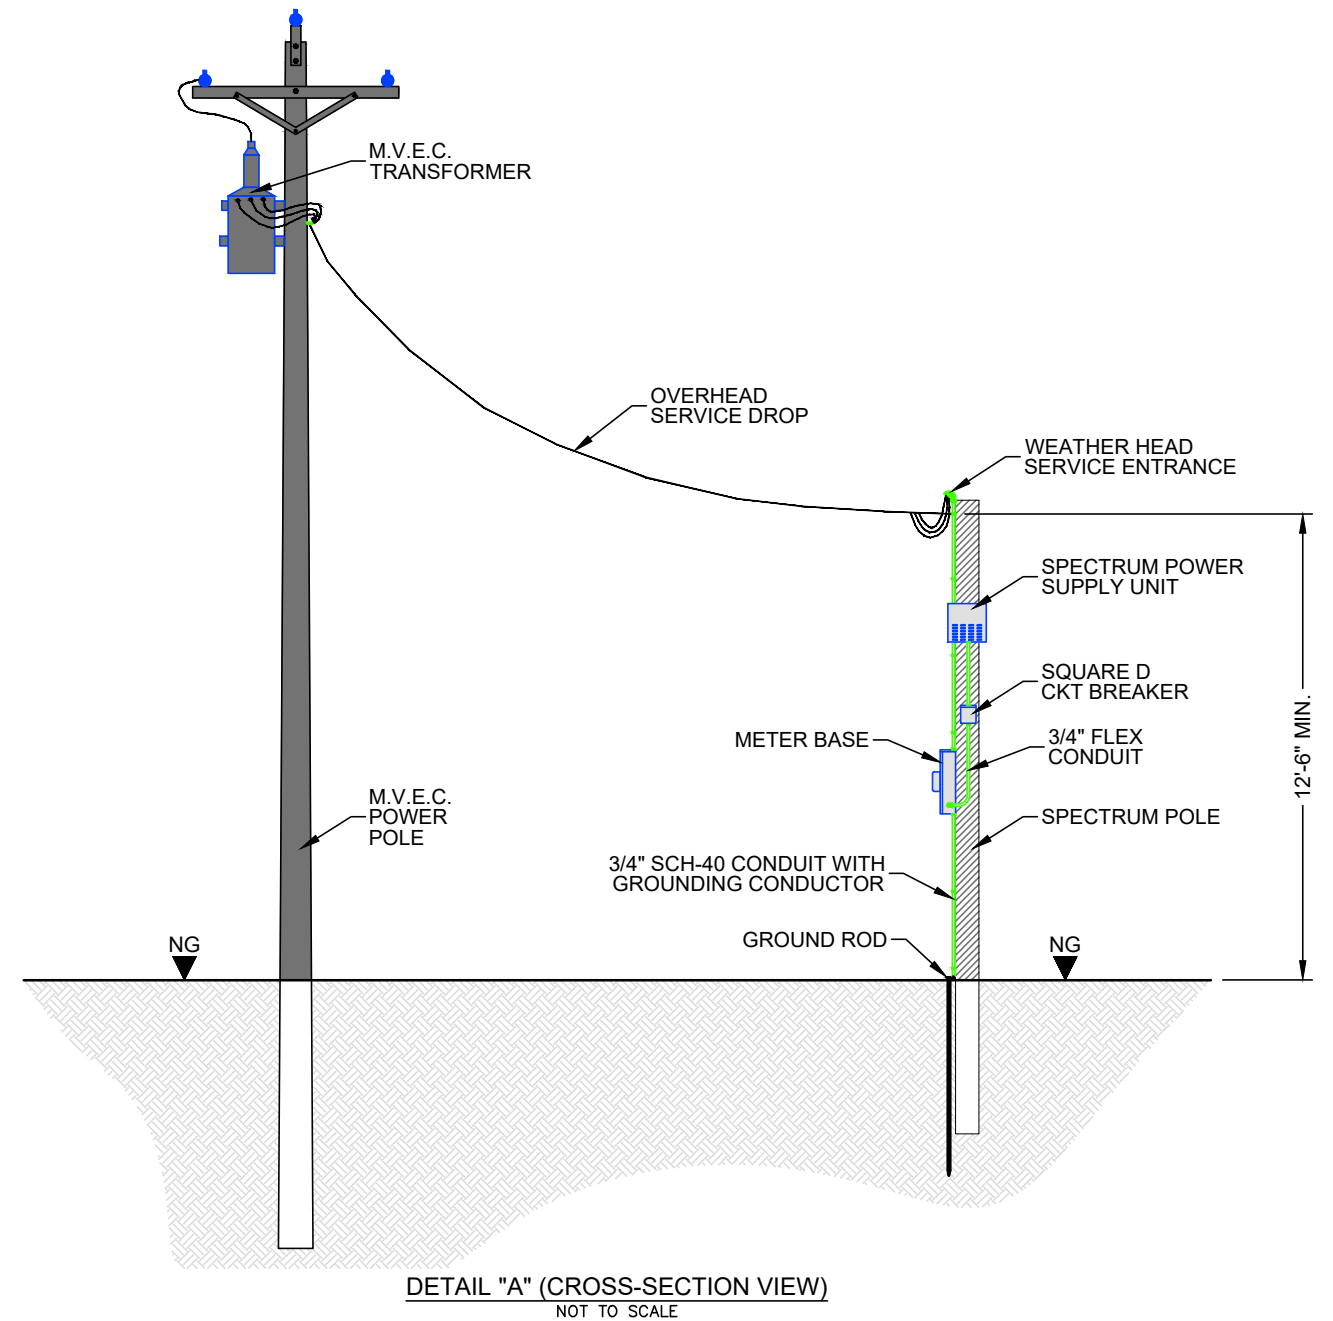 M.V.E.C.
TRANSFORMER
OVERHEAD
SERVICE DROP
WEATHER HEAD
SERVICE ENTRANCE
SPECTRUM POWER
SUPPLY UNIT
SQUARE D
CKT BREAKER
METER BASE
3/4" FLEX
CONDUIT
12'-6" MIN.
M.V.E.C.
POWER
POLE
SPECTRUM POLE
3/4" SCH-40 CONDUIT WITH
GROUNDING CONDUCTOR
GROUND ROD
NG
NG
DETAIL "A" (CROSS-SECTION VIEW)
NOT TO SCALE